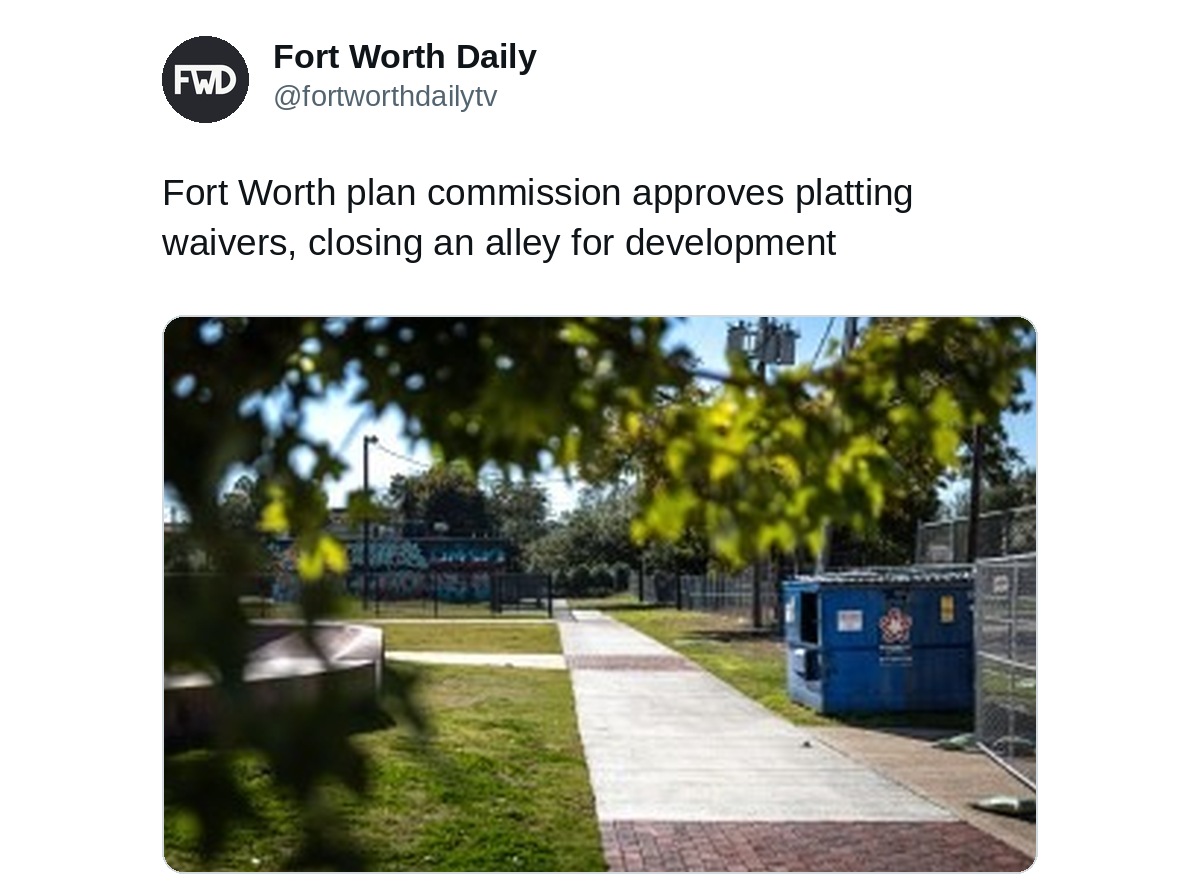 FWD
Fort Worth Daily
@fortworthdailytv
Fort Worth plan commission approves platting
waivers, closing an alley for development